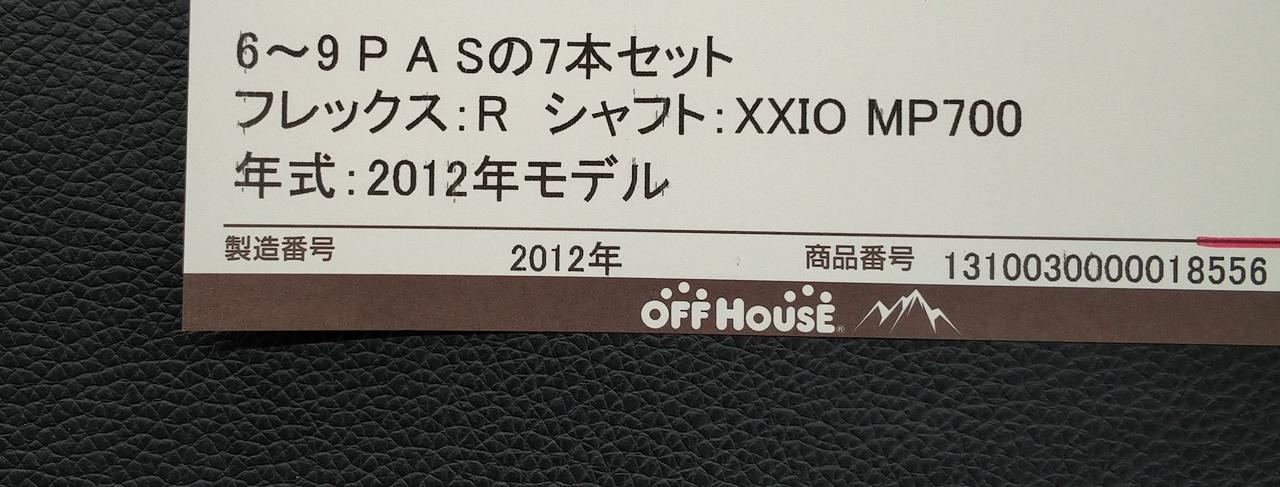 6～9 P A Sの7本セット
フレックス：R シャフト：XXIO MP700
年式：2012年モデル
製造番号 2012年 商品番号 1310030000018556
OFF HOUSE®